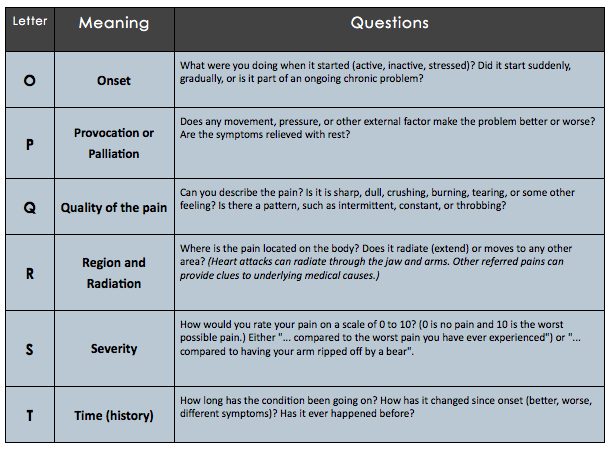 Letter Meaning Questions
O Onset What were you doing when it started (active, inactive, stressed)? Did it start suddenly,
gradually, or is it part of an ongoing chronic problem?
P Provocation or
Palliation
Does any movement, pressure, or other external factor make the problem better or worse?
Are the symptoms relieved with rest?
Q Quality of the pain Can you describe the pain? Is it is sharp, dull, crushing, burning, tearing, or some other
feeling? Is there a pattern, such as intermittent, constant, or throbbing?
R Region and
Radiation
Where is the pain located on the body? Does it radiate (extend) or moves to any other
area? (Heart attacks can radiate through the jaw and arms. Other referred pains can
provide clues to underlying medical causes.)
S Severity How would you rate your pain on a scale of 0 to 10? (0 is no pain and 10 is the worst
possible pain.) Either "... compared to the worst pain you have ever experienced") or "...
compared to having your arm ripped off by a bear".
T Time (history) How long has the condition been going on? How has it changed since onset (better, worse,
different symptoms)? Has it ever happened before?